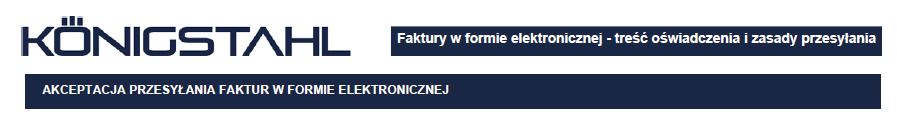 KÖNIGSTAHL
Faktury w formie elektronicznej - treść oświadczenia i zasady przesyłania
AKCEPTACJA PRZESYŁANIA FAKTUR W FORMIE ELEKTRONICZNEJ